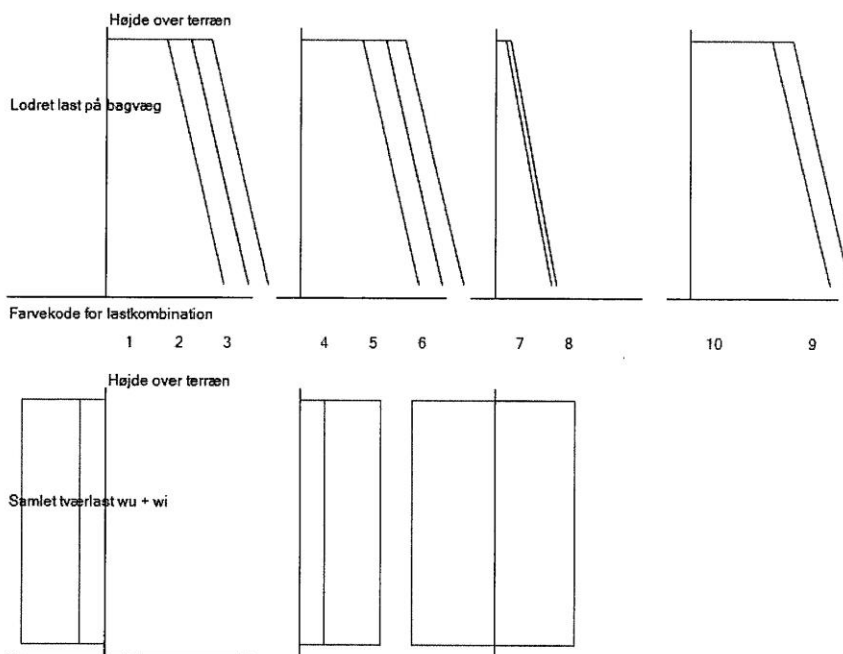 Højde over terræn
Lodret last på bagvæg
Farvekode for lastkombination
1 2 3 4 5 6 7 8 10 9
Højde over terræn
Samlet tværlast wu + wi